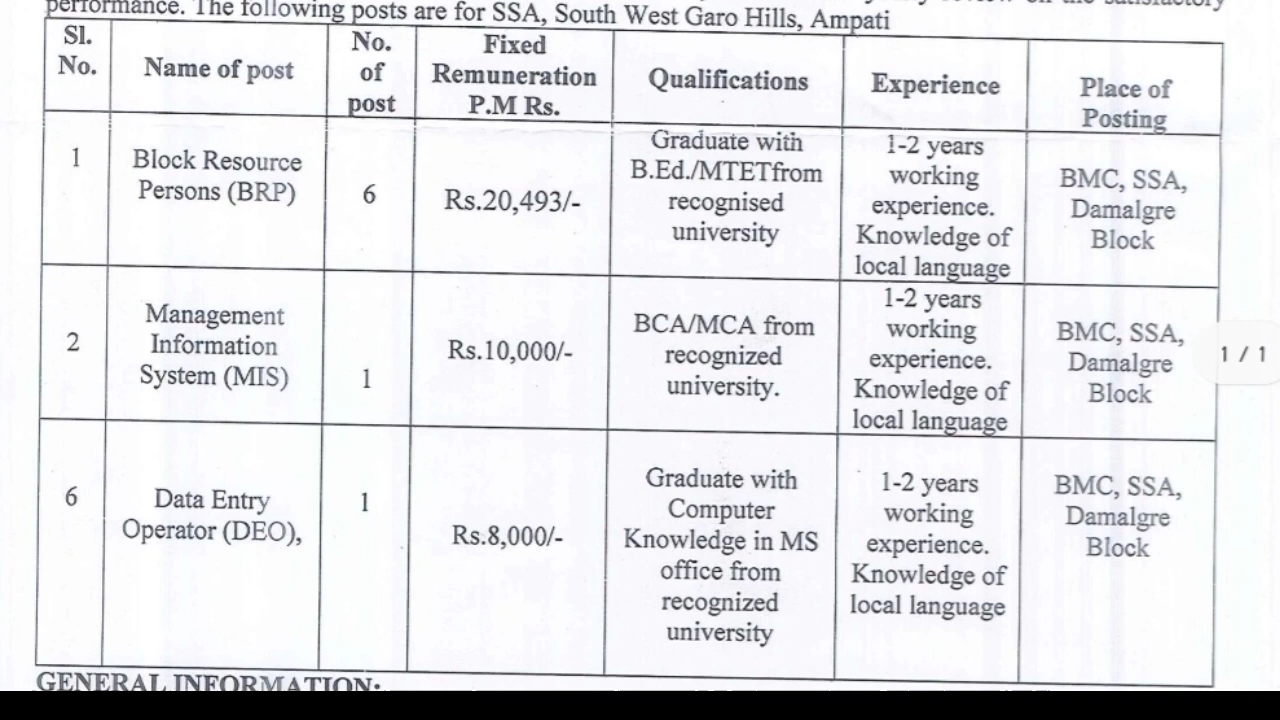 performance. The following posts are for SSA, South West Garo Hills, Ampati
Sl. No.
Name of post
No. of post
Fixed Remuneration P.M Rs.
Qualifications
Experience
Place of Posting
1
Block Resource
Persons (BRP)
6
Rs.20,493/-
Graduate with
B.Ed./MTETfrom
recognised
university
1-2 years
working
experience.
Knowledge of
local language
BMC, SSA,
Damalgre
Block
2
Management
Information
System (MIS)
1
Rs.10,000/-
BCA/MCA from
recognized
university.
1-2 years
working
experience.
Knowledge of
local language
BMC, SSA,
Damalgre
Block
1 / 1
6
Data Entry
Operator (DEO),
1
Rs.8,000/-
Graduate with
Computer
Knowledge in MS
office from
recognized
university
1-2 years
working
experience.
Knowledge of
local language
BMC, SSA,
Damalgre
Block
GENERAL INFORMATION: